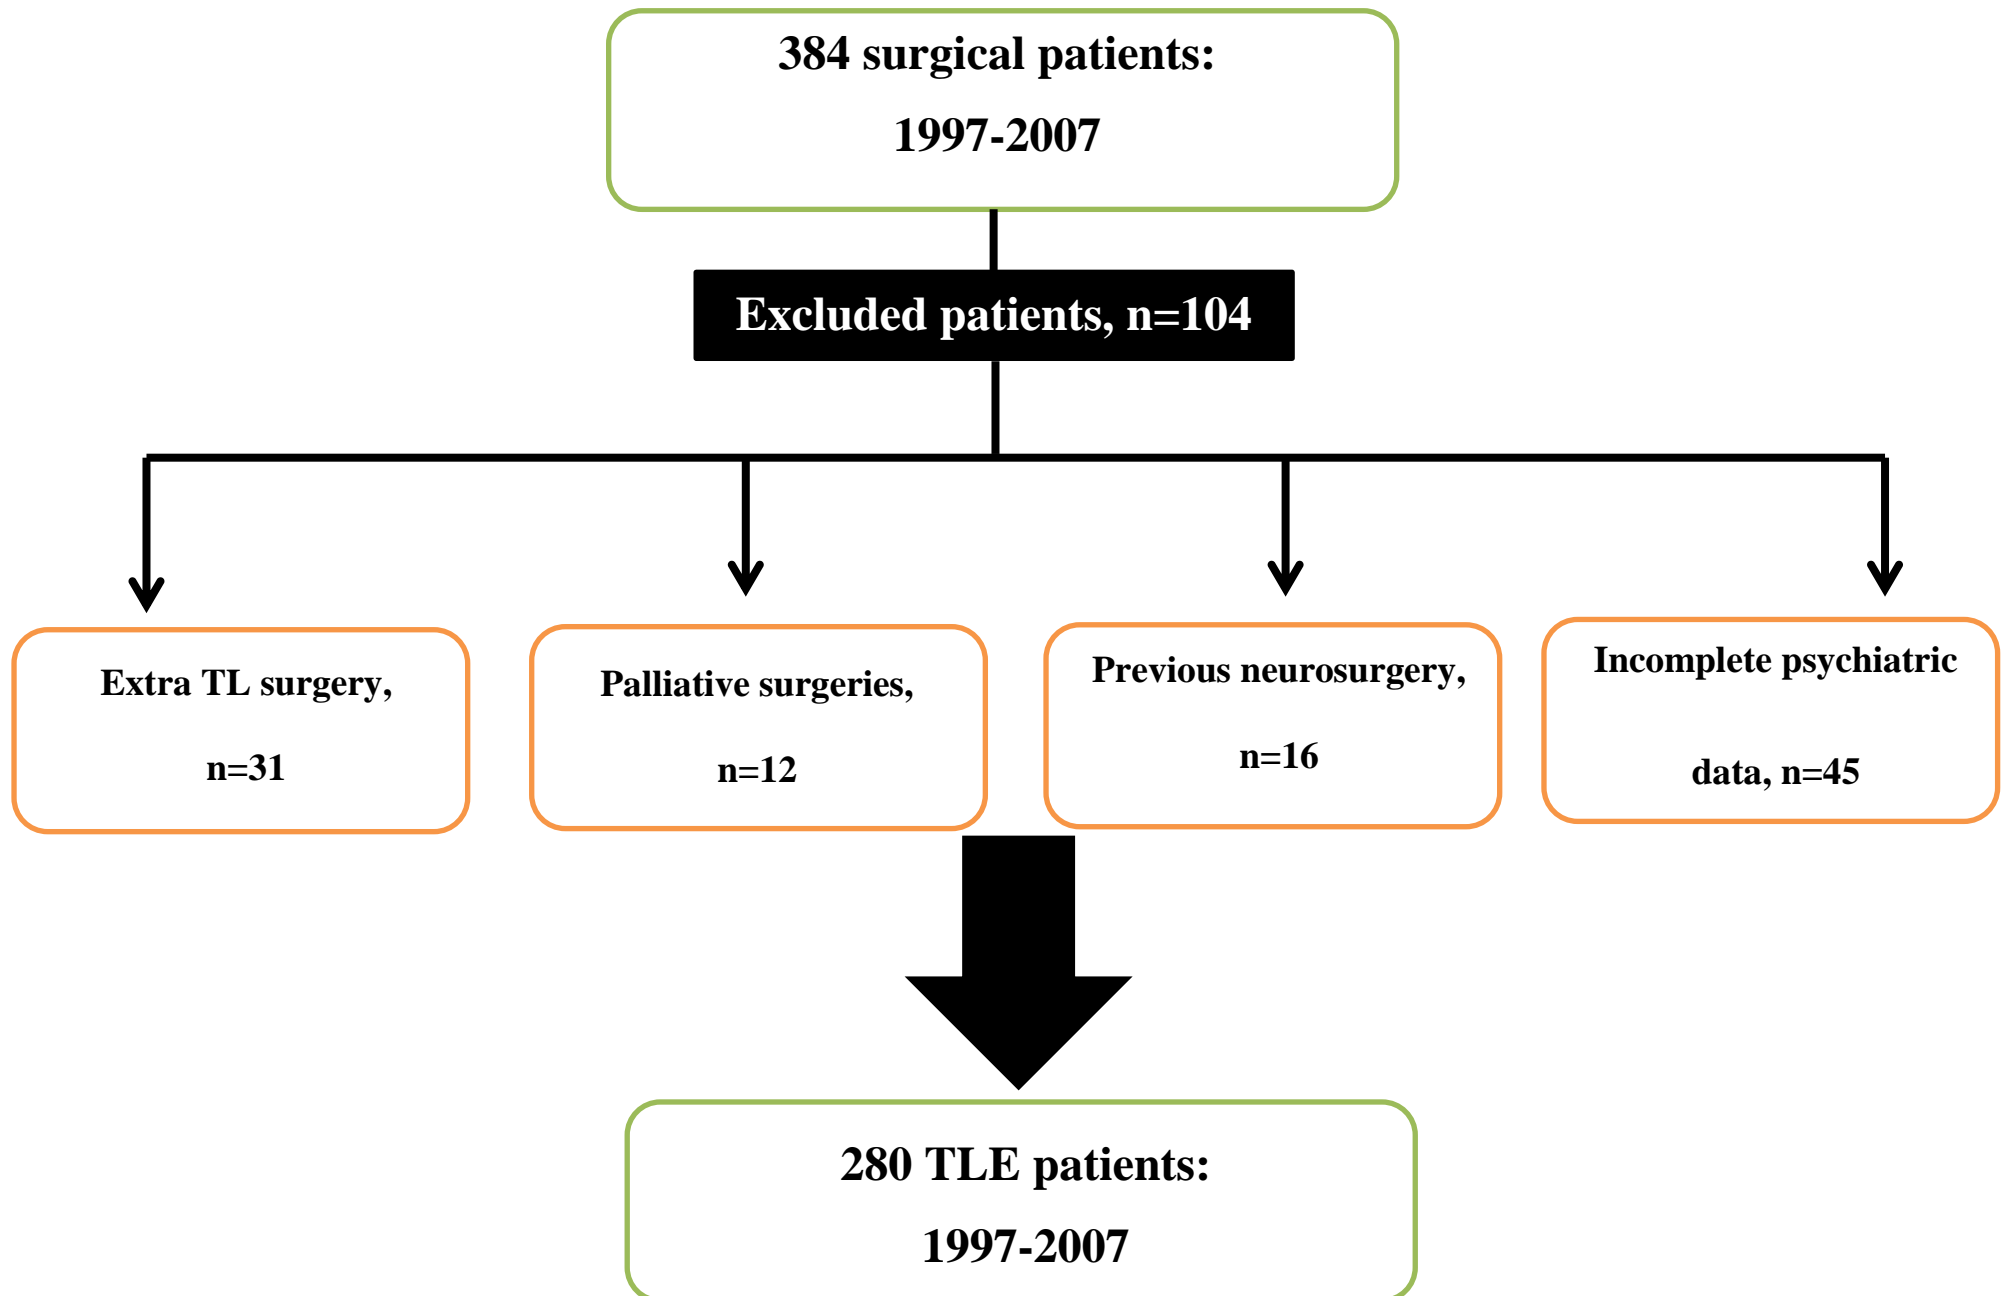 384 surgical patients:
1997-2007
Excluded patients, n=104
Extra TL surgery,
n=31
Palliative surgeries,
n=12
Previous neurosurgery,
n=16
Incomplete psychiatric
data, n=45
280 TLE patients:
1997-2007